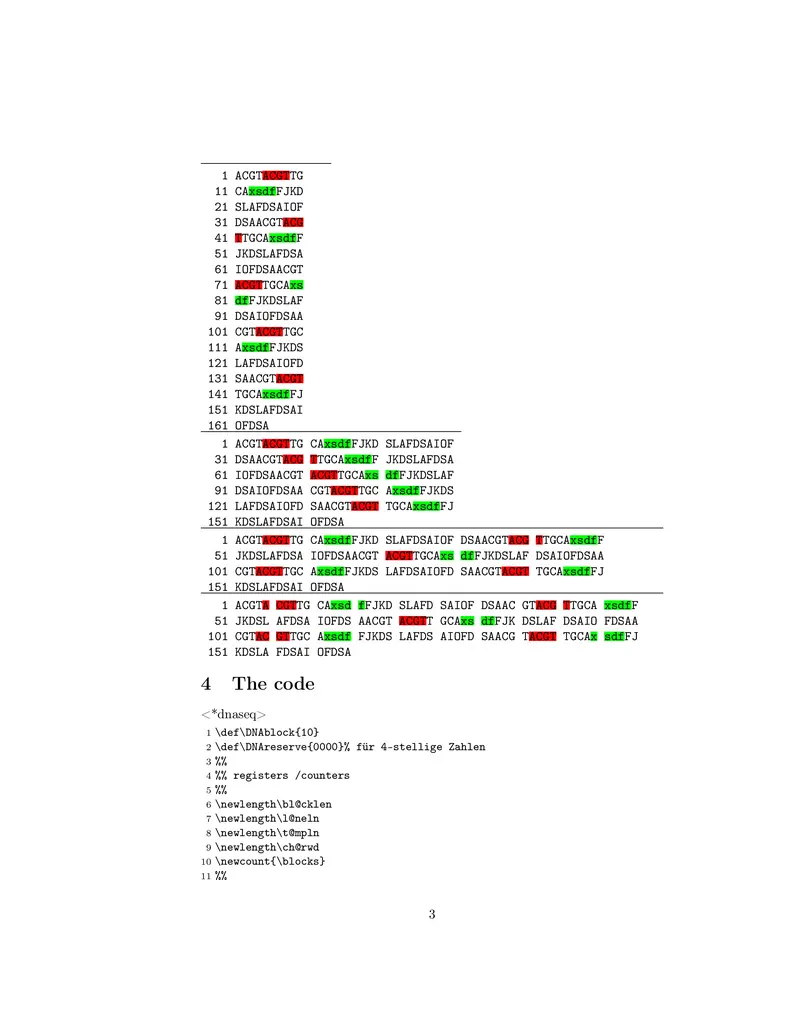 1 ACGTACGTTG
11 CAxsdfFJKD
21 SLAFDSAIOF
31 DSAACGTACG
41 TTGCAxsdfF
51 JKDSLAFDSA
61 IOFDSAACGT
71 ACGTTGCAxs
81 dfFJKDSLAF
91 DSAIOFDSAA
101 CGTACGTTGC
111 AxsdfFJKDS
121 LAFDSAIOFD
131 SAACGTACGT
141 TGCAxsdfFJ
151 KDSLAFDSAI
161 OFDSA
1 ACGTACGTTG CAxsdfFJKD SLAFDSAIOF
31 DSAACGTACG TTGCAxsdfF JKDSLAFDSA
61 IOFDSAACGT ACGTTGCAxs dfFJKDSLAF
91 DSAIOFDSAA CGTACGTTGC AxsdfFJKDS
121 LAFDSAIOFD SAACGTACGT TGCAxsdfFJ
151 KDSLAFDSAI OFDSA
1 ACGTACGTTG CAxsdfFJKD SLAFDSAIOF DSAACGTACG TTGCAxsdfF
51 JKDSLAFDSA IOFDSAACGT ACGTTGCAxs dfFJKDSLAF DSAIOFDSAA
101 CGTACGTTGC AxsdfFJKDS LAFDSAIOFD SAACGTACGT TGCAxsdfFJ
151 KDSLAFDSAI OFDSA
1 ACGTA CGTTG CAxsd fFJKD SLAFD SAIOF DSAAC GTACG TTGCA xsdfF
51 JKDSL AFDSA IOFDS AACGT ACGTT GCAxs dfFJK DSLAF DSAIO FDSAA
101 CGTAC GTTGC Axsdf FJKDS LAFDS AIOFD SAACG TACGT TGCAx sdfFJ
151 KDSLA FDSAI OFDSA
4 The code
<*dnaseq>
1 \def\DNAblock{10}
2 \def\DNAreserve{0000}% für 4-stellige Zahlen
3 %%
4 %% registers /counters
5 %%
6 \newlength\bl@cklen
7 \newlength\l@neln
8 \newlength\t@mpln
9 \newlength\ch@rwd
10 \newcount{\blocks}
11 %%
3